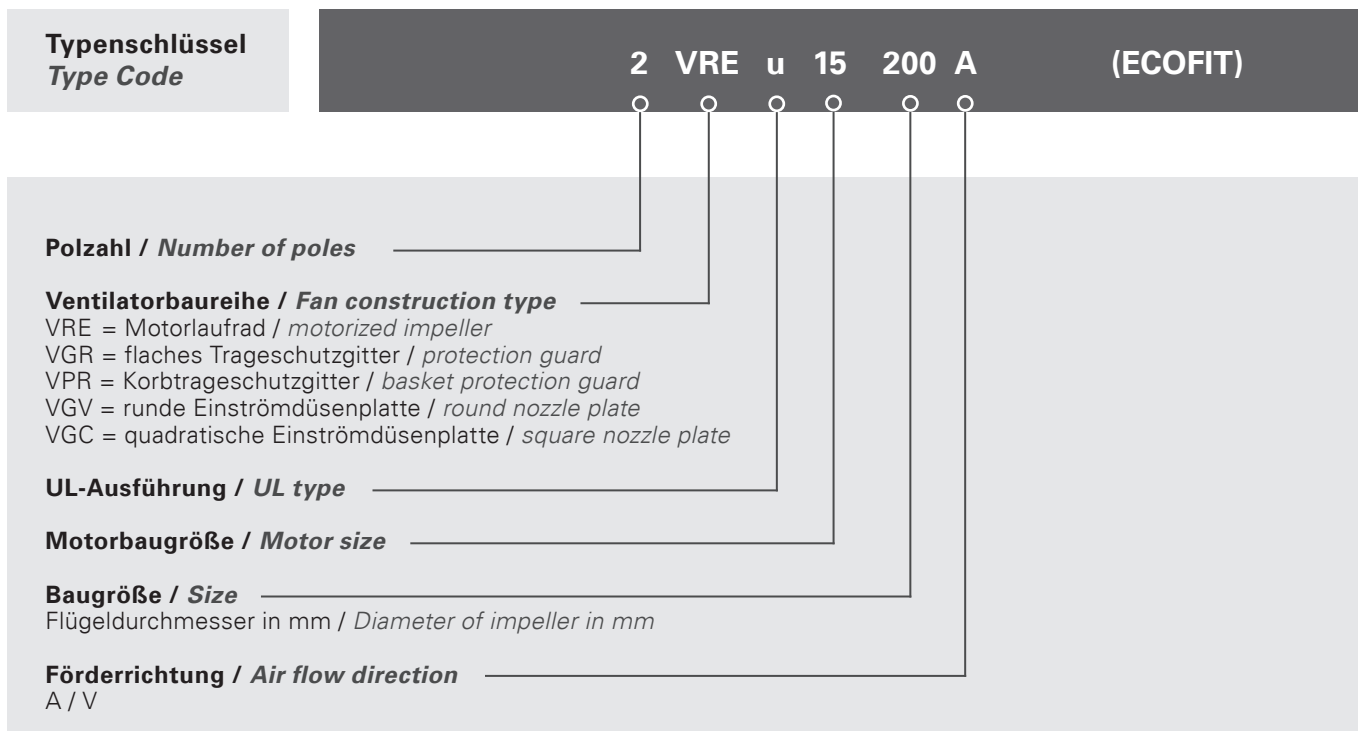 Typenschlüssel
Type Code
2 VRE u 15 200 A (ECOFIT)
Polzahl / Number of poles
Ventilatorbaureihe / Fan construction type
VRE = Motorlaufrad / motorized impeller
VGR = flaches Trageschutzgitter / protection guard
VPR = Korbtrageschutzgitter / basket protection guard
VGV = runde Einströmdüsenplatte / round nozzle plate
VGC = quadratische Einströmdüsenplatte / square nozzle plate
UL-Ausführung / UL type
Motorbaugröße / Motor size
Baugröße / Size
Flügeldurchmesser in mm / Diameter of impeller in mm
Förderrichtung / Air flow direction
A / V